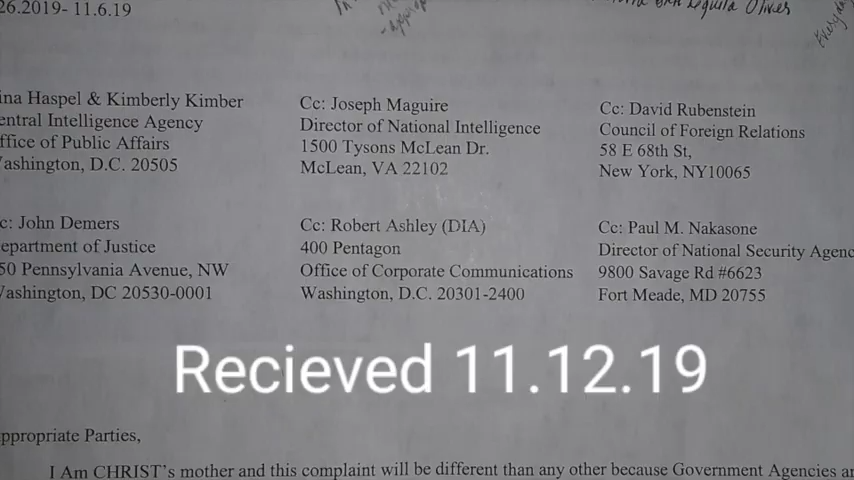 26.2019- 11.6.19
ina Haspel & Kimberly Kimber
entral Intelligence Agency
ffice of Public Affairs
ashington, D.C. 20505
Cc: Joseph Maguire
Director of National Intelligence
1500 Tysons McLean Dr.
McLean, VA 22102
Cc: David Rubenstein
Council of Foreign Relations
58 E 68th St,
New York, NY10065
c: John Demers
epartment of Justice
50 Pennsylvania Avenue, NW
Washington, DC 20530-0001
Cc: Robert Ashley (DIA)
400 Pentagon
Office of Corporate Communications
Washington, D.C. 20301-2400
Cc: Paul M. Nakasone
Director of National Security Agenc
9800 Savage Rd #6623
Fort Meade, MD 20755
Recieved 11.12.19
ppropriate Parties,
I Am CHRIST's mother and this complaint will be different than any other because Government Agencies a